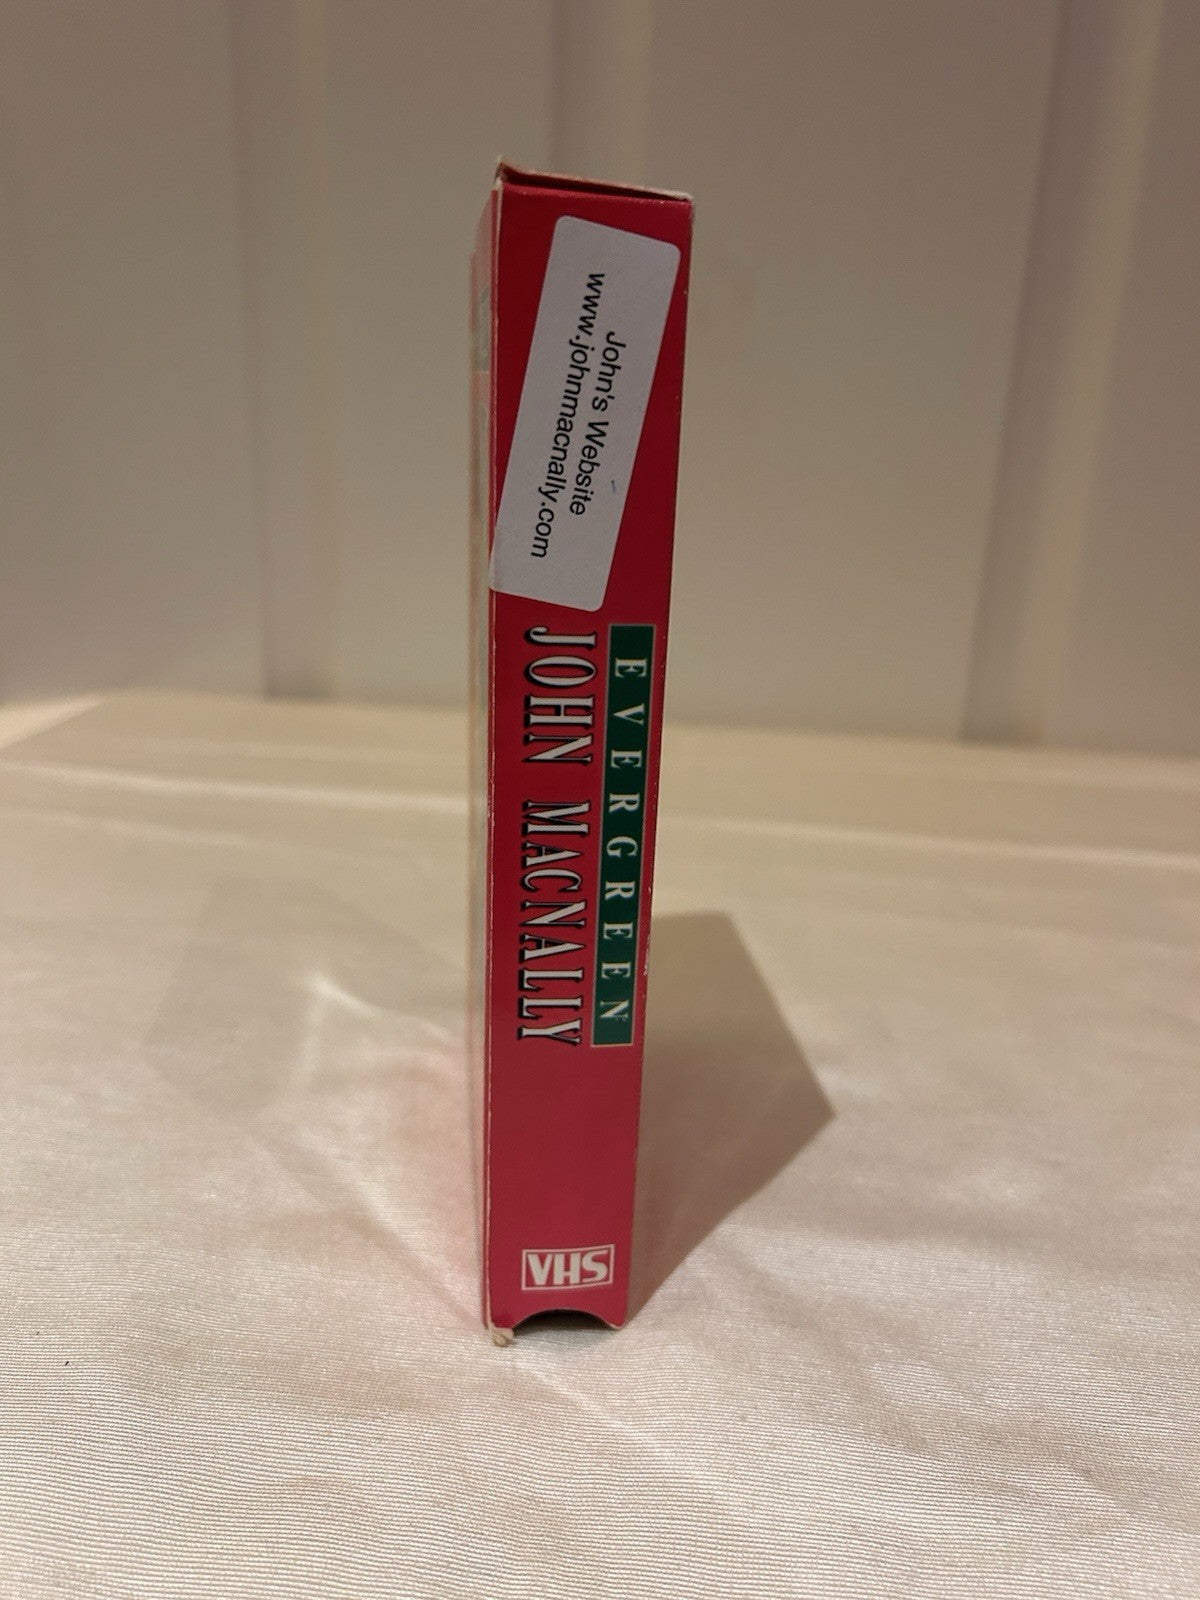 John's Website
www.johnmacnally.com
EVERGREEN
JOHN MACNALLY
VHS